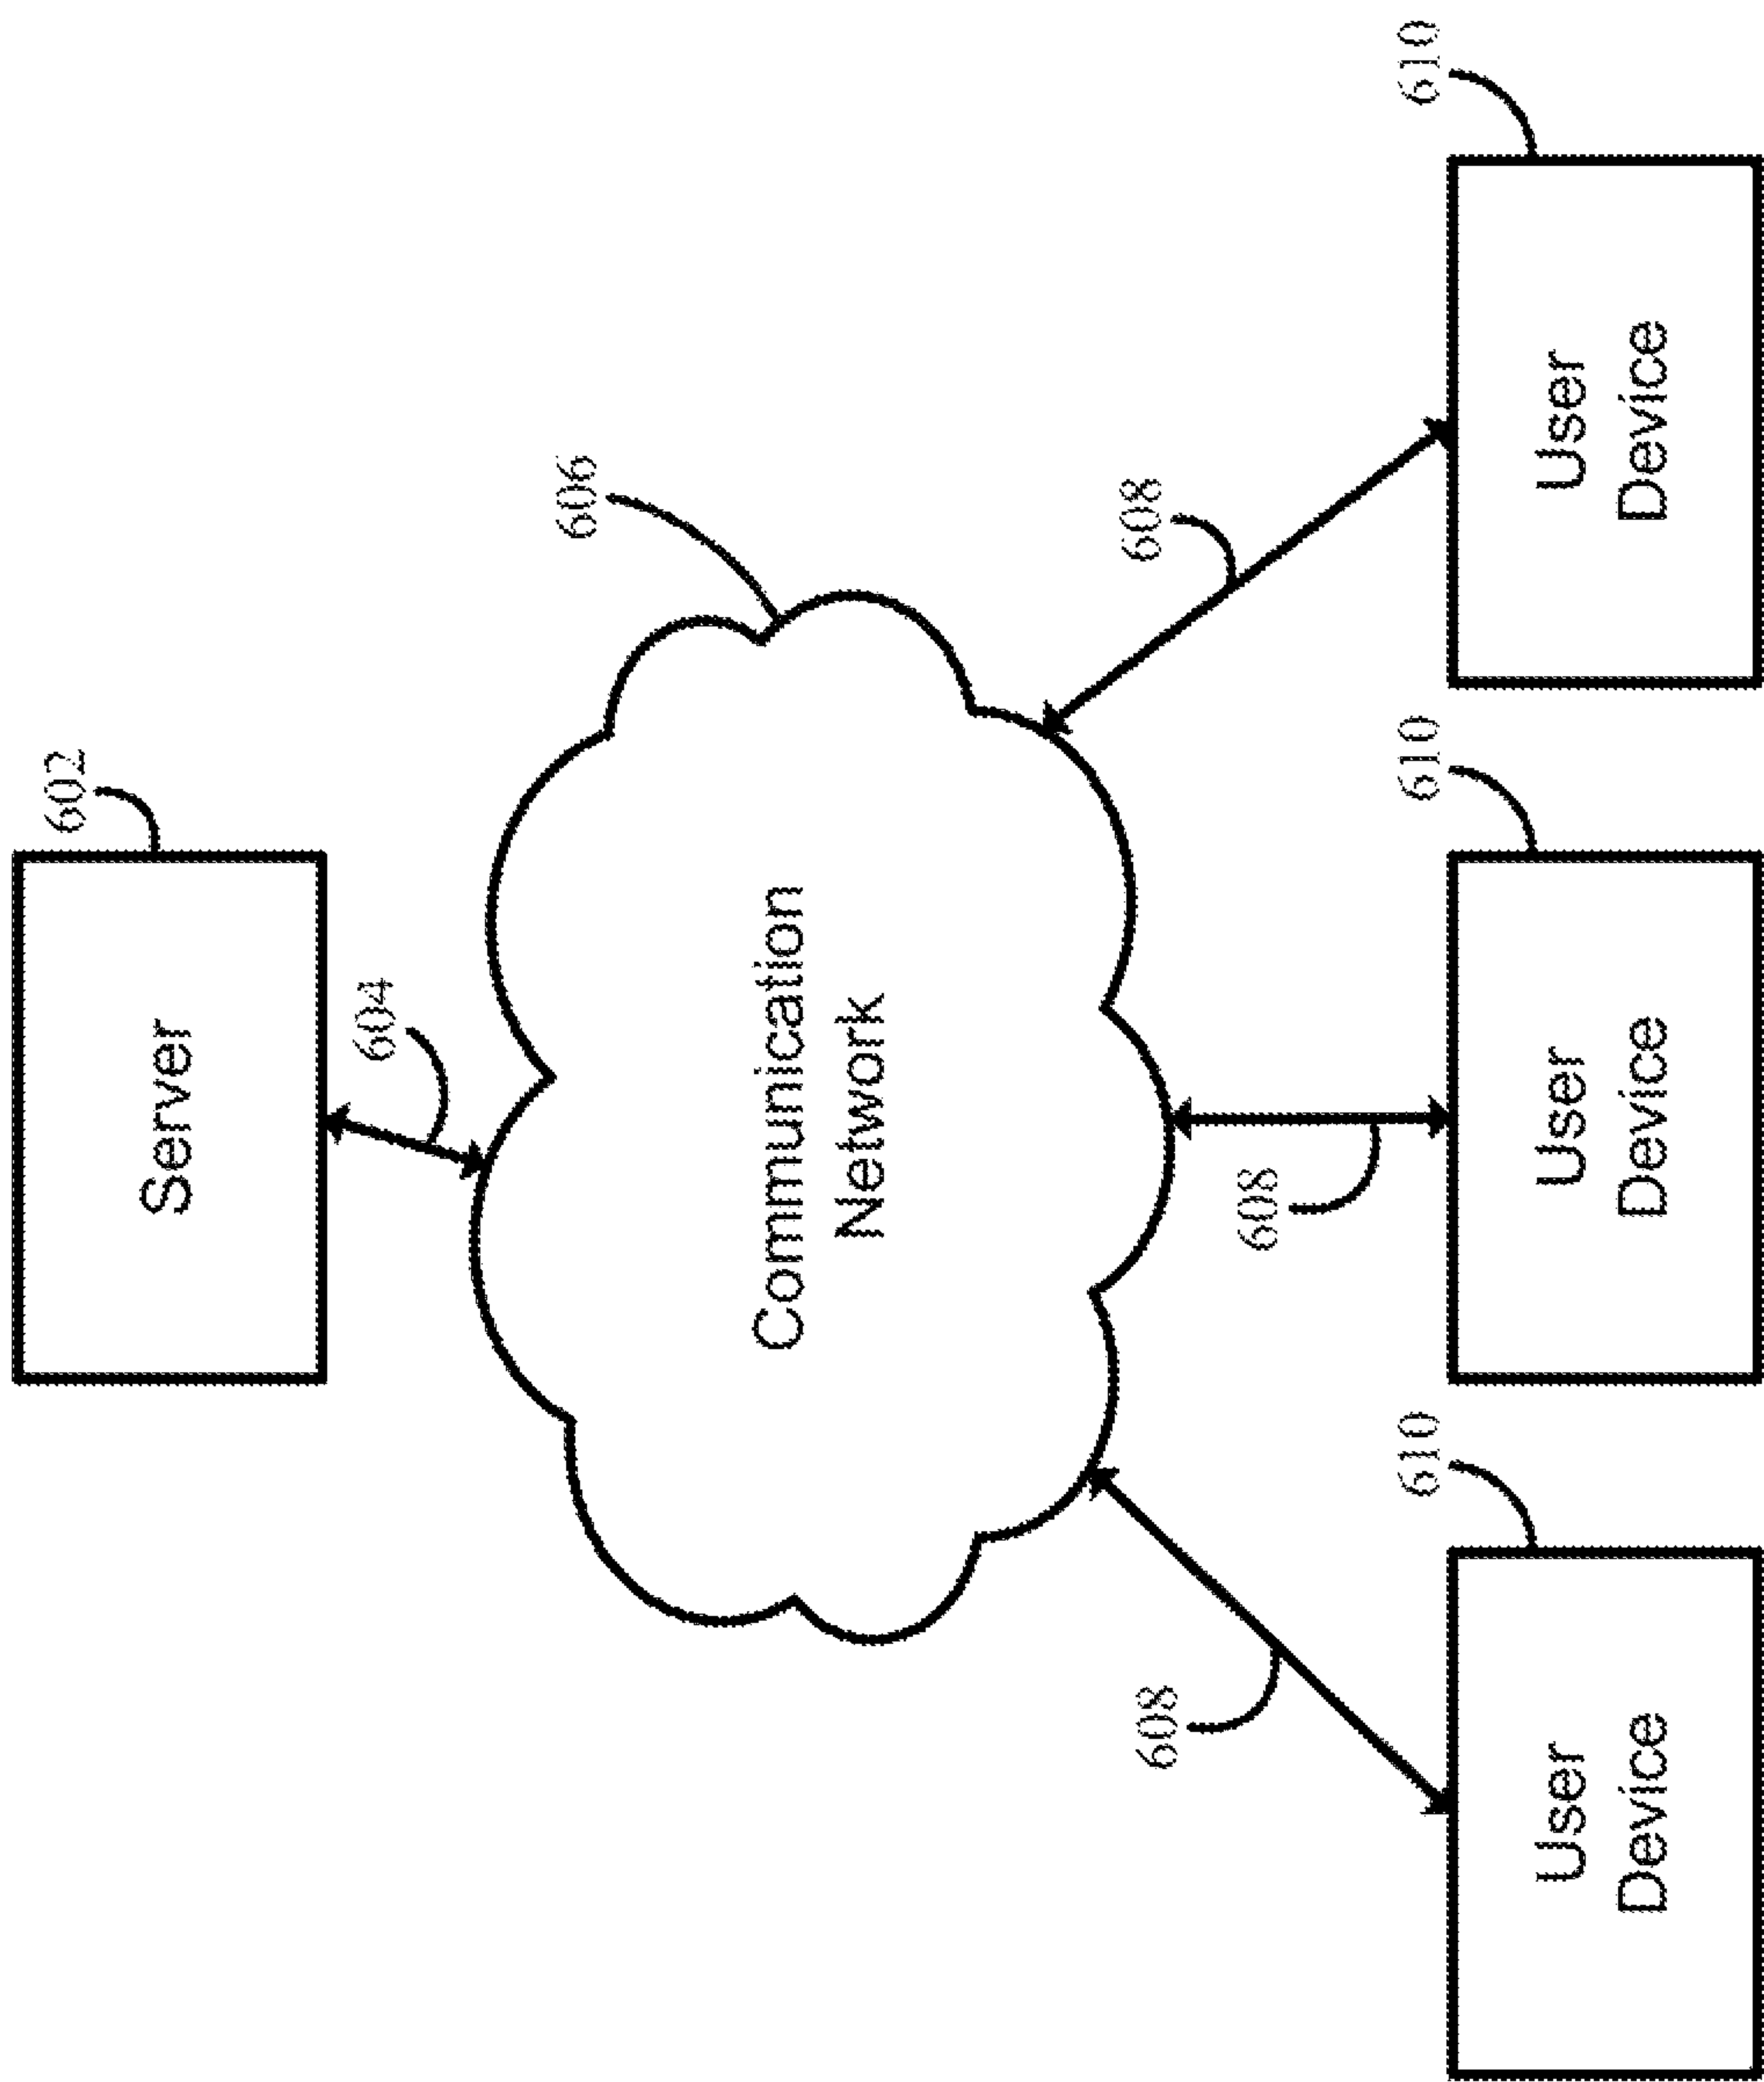 602
Server
604
606
Communication
Network
608
608
608
610
610
610
User
Device
User
Device
User
Device